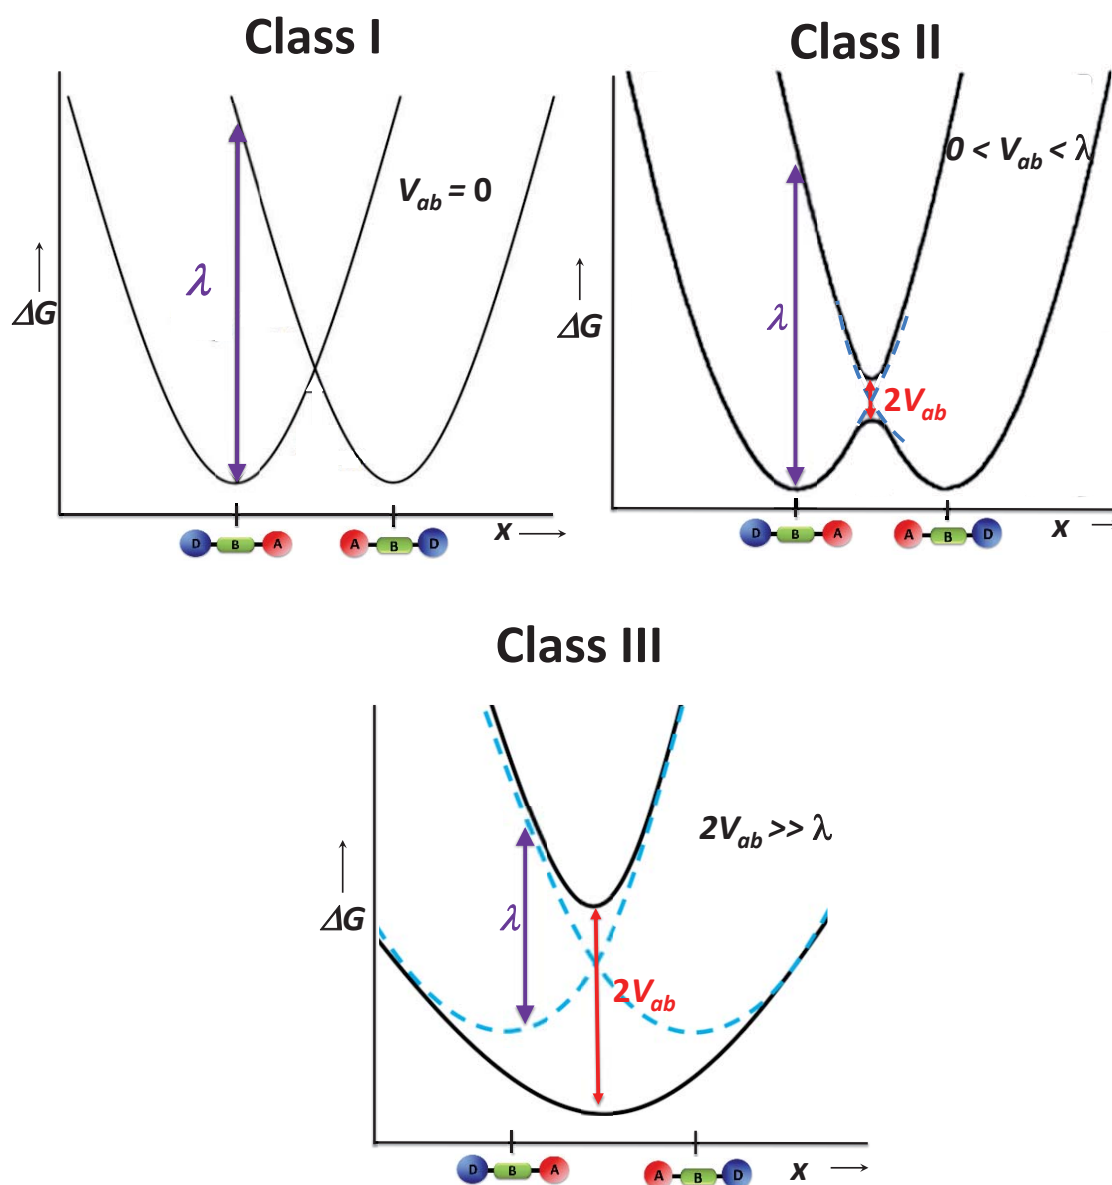 Class I
V_ab = 0
λ
ΔG
D B A
A B D
x
Class II
0 < V_ab < λ
λ
ΔG
2V_ab
D B A
A B D
x
Class III
2V_ab >> λ
λ
ΔG
2V_ab
D B A
A B D
x